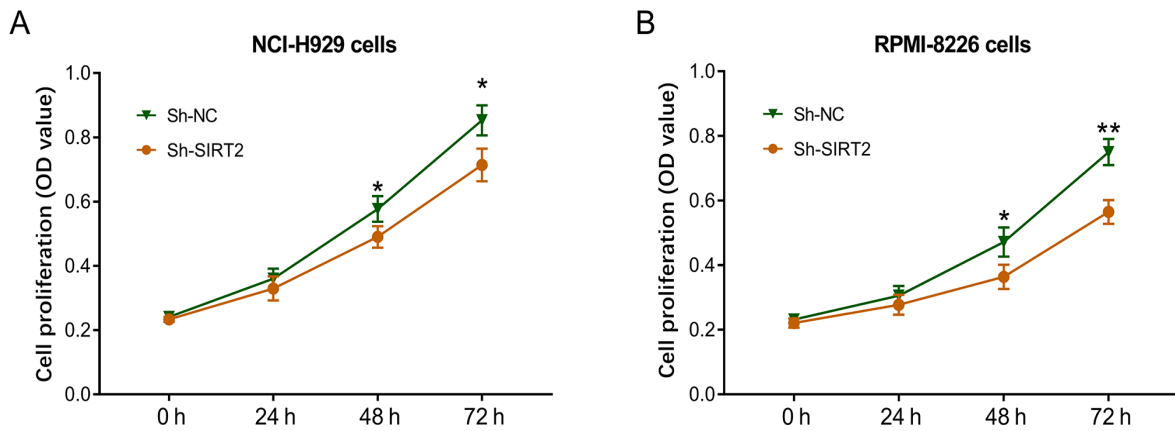 A
NCI-H929 cells
Cell proliferation (OD value)
1.0
0.8
0.6
0.4
0.2
0.0
Sh-NC
Sh-SIRT2
*
*
0 h
24 h
48 h
72 h
B
RPMI-8226 cells
Cell proliferation (OD value)
1.0
0.8
0.6
0.4
0.2
0.0
Sh-NC
Sh-SIRT2
*
**
0 h
24 h
48 h
72 h